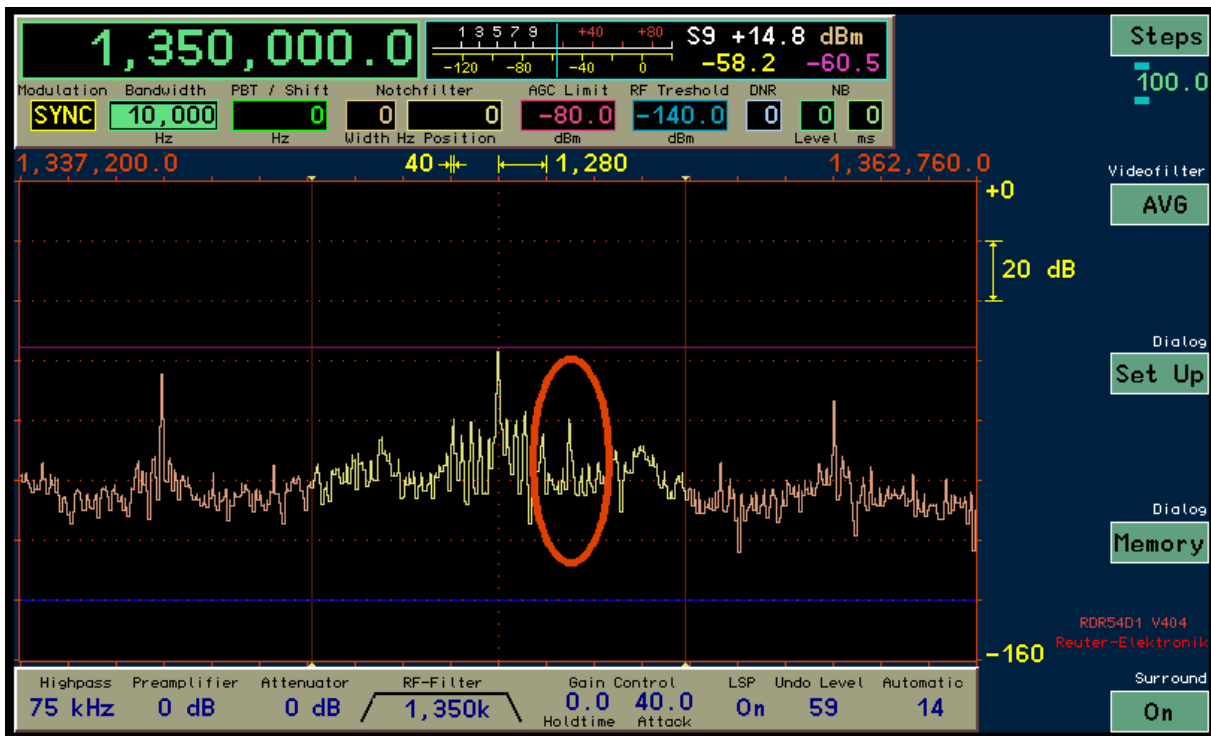 1,350,000.0
1 3 5 7 9 +40 +80
-120 -80 -40 0
S9 +14.8 dBm
-58.2 -60.5
Modulation Bandwidth PBT / Shift Notchfilter AGC Limit RF Treshold DNR NB
SYNC 10,000 0 0 0 -80.0 -140.0 0 0 0
Hz Hz Width Hz Position dBm dBm Level ms
Steps
100.0
1,337,200.0 40 1,280 1,362,760.0
+0
20 dB
-160
Videofilter
AVG
Dialog
Set Up
Dialog
Memory
RDR54D1 V404
Reuter-Elektronik
Surround
On
Highpass Preamplifier Attenuator RF-Filter Gain Control LSP Undo Level Automatic
75 kHz 0 dB 0 dB 1,350k 0.0 40.0 On 59 14
Holdtime Attack